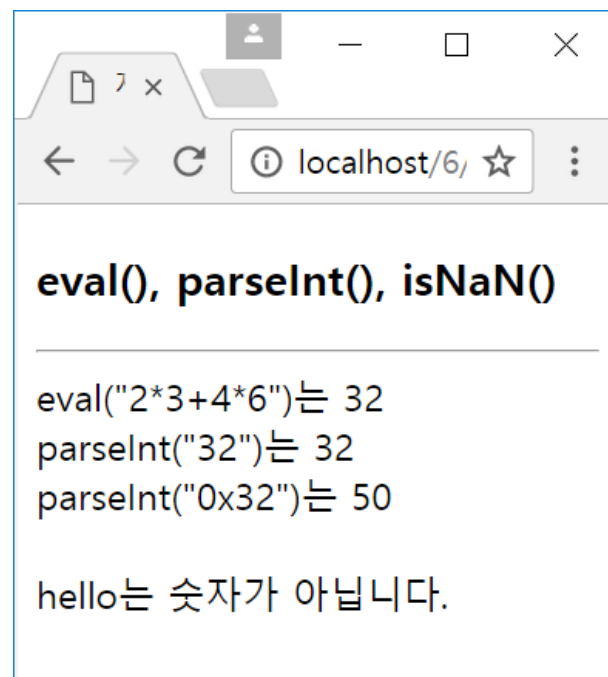 localhost/6/
eval(), parseInt(), isNaN()
eval("2*3+4*6")는 32
parseInt("32")는 32
parseInt("0x32")는 50
hello는 숫자가 아닙니다.